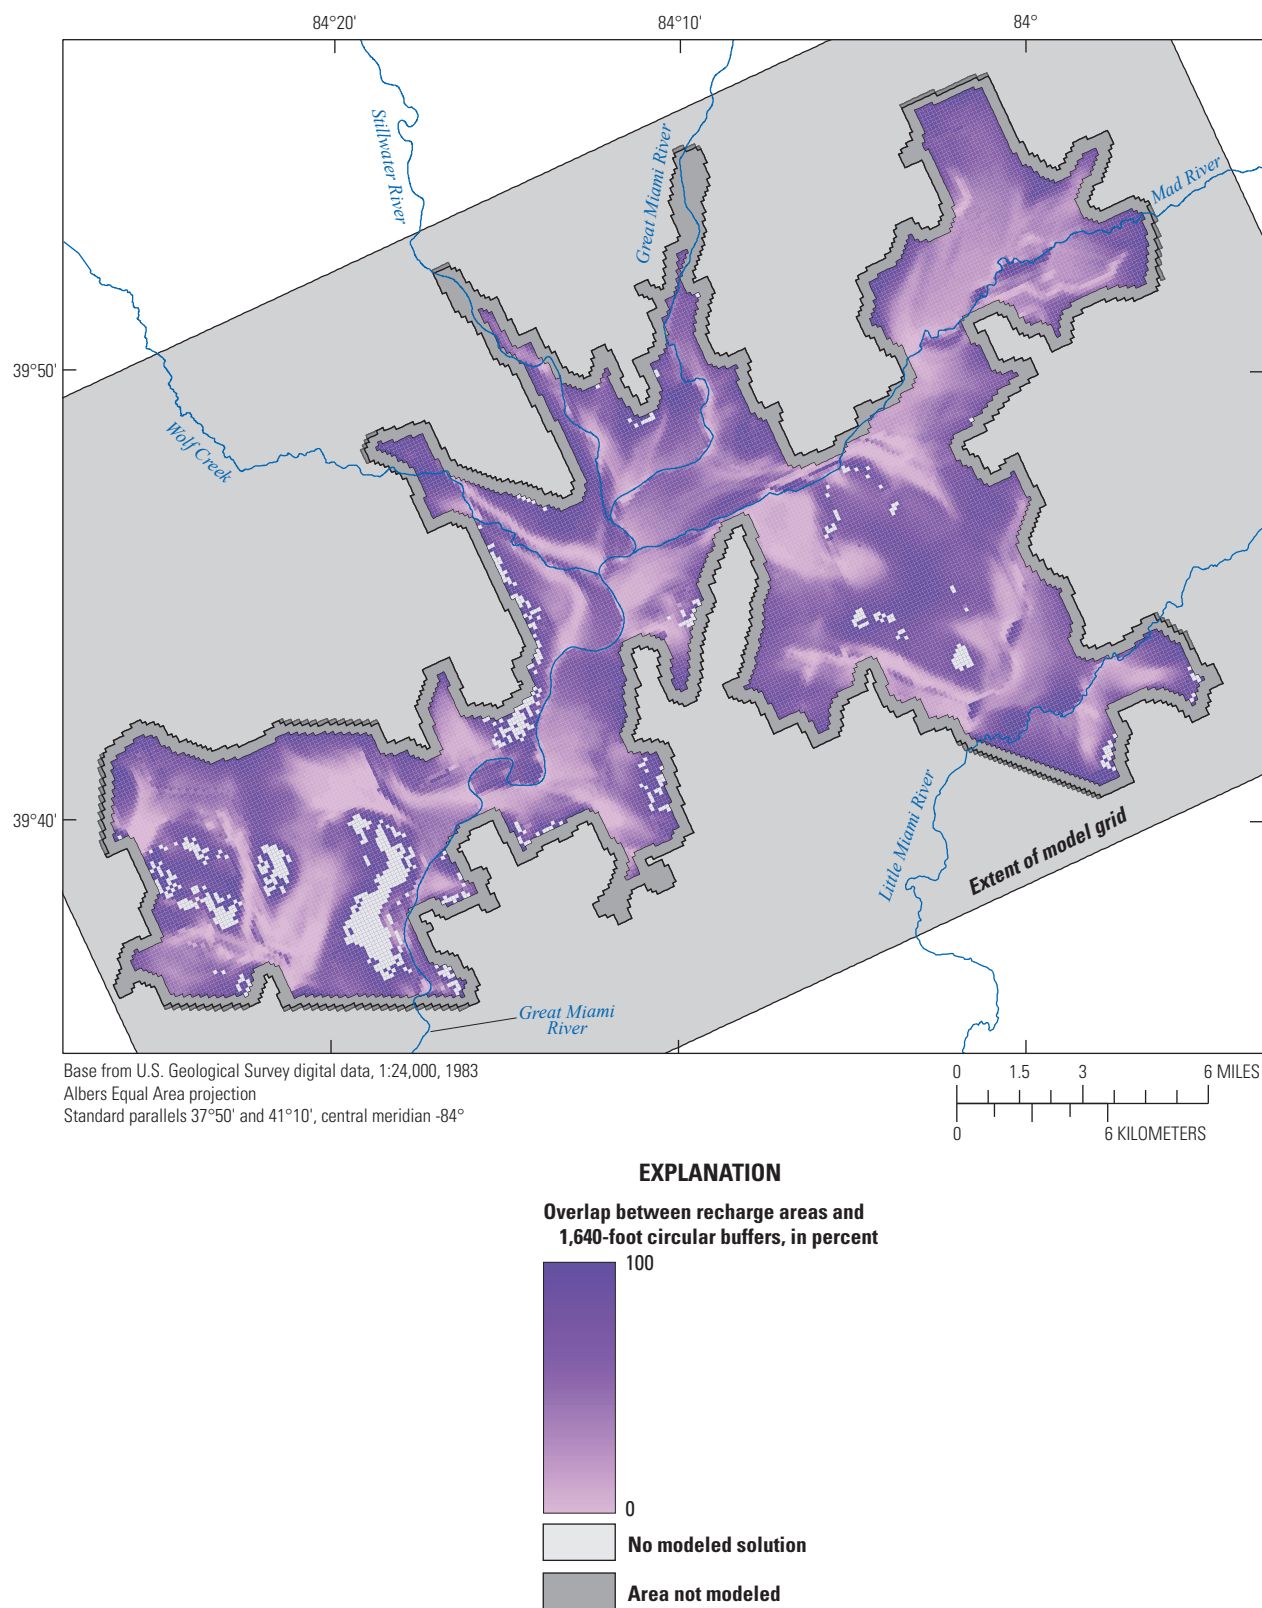 84°20'
84°10'
84°
Stillwater River
Great Miami River
Mad River
39°50'
Wolf Creek
39°40'
Little Miami River
Extent of model grid
Great Miami
River
Base from U.S. Geological Survey digital data, 1:24,000, 1983
Albers Equal Area projection
Standard parallels 37°50' and 41°10', central meridian -84°
0 1.5 3 6 MILES
0 6 KILOMETERS
EXPLANATION
Overlap between recharge areas and
1,640-foot circular buffers, in percent
100
0
No modeled solution
Area not modeled